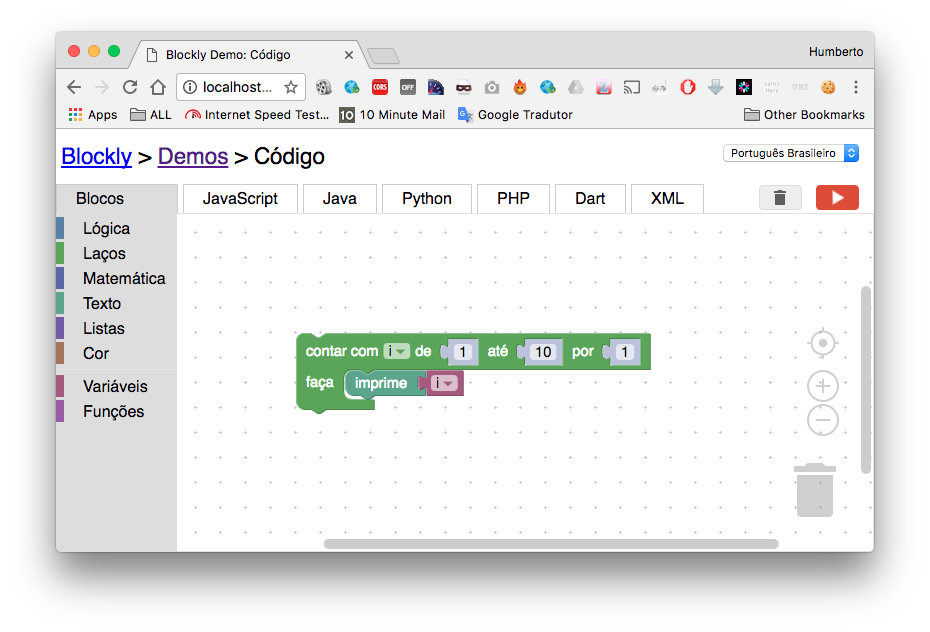 Blockly Demo: Código
Humberto
localhost...
CORS
OFF
Apps ALL Internet Speed Test... 10 10 Minute Mail Google Tradutor Other Bookmarks
Blockly > Demos > Código
Português Brasileiro
Blocos JavaScript Java Python PHP Dart XML
Lógica
Laços
Matemática
Texto
Listas
Cor
Variáveis
Funções
contar com i de 1 até 10 por 1
faça imprime i